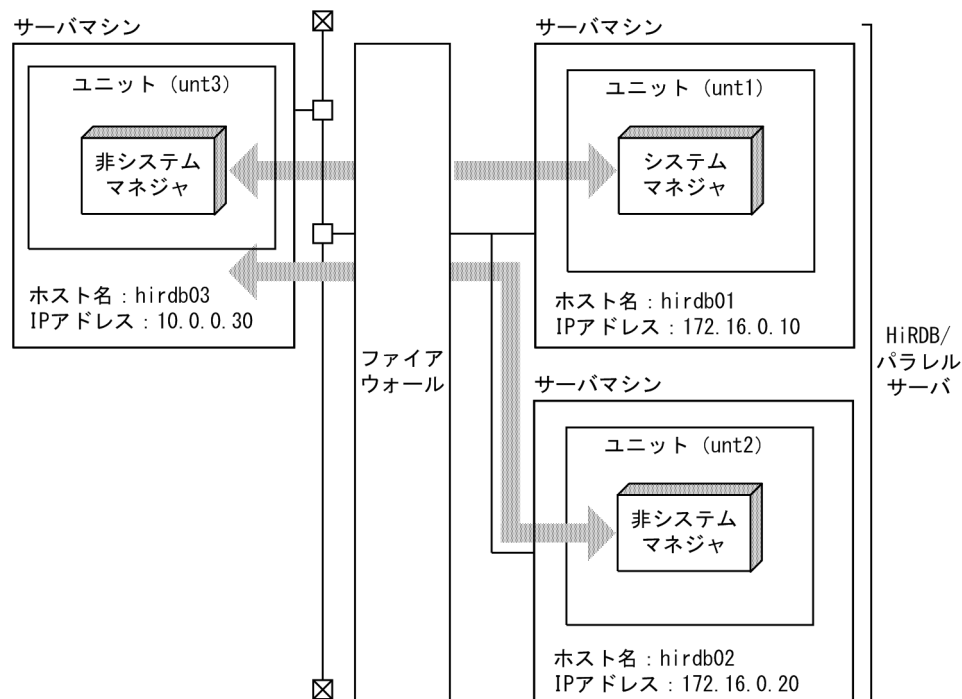 サーバマシン
ユニット（unt3）
非システム
マネジャ
ホスト名：hirdb03
IPアドレス：10.0.0.30
ファイア
ウォール
サーバマシン
ユニット（unt1）
システム
マネジャ
ホスト名：hirdb01
IPアドレス：172.16.0.10
サーバマシン
ユニット（unt2）
非システム
マネジャ
ホスト名：hirdb02
IPアドレス：172.16.0.20
HiRDB/
パラレル
サーバ